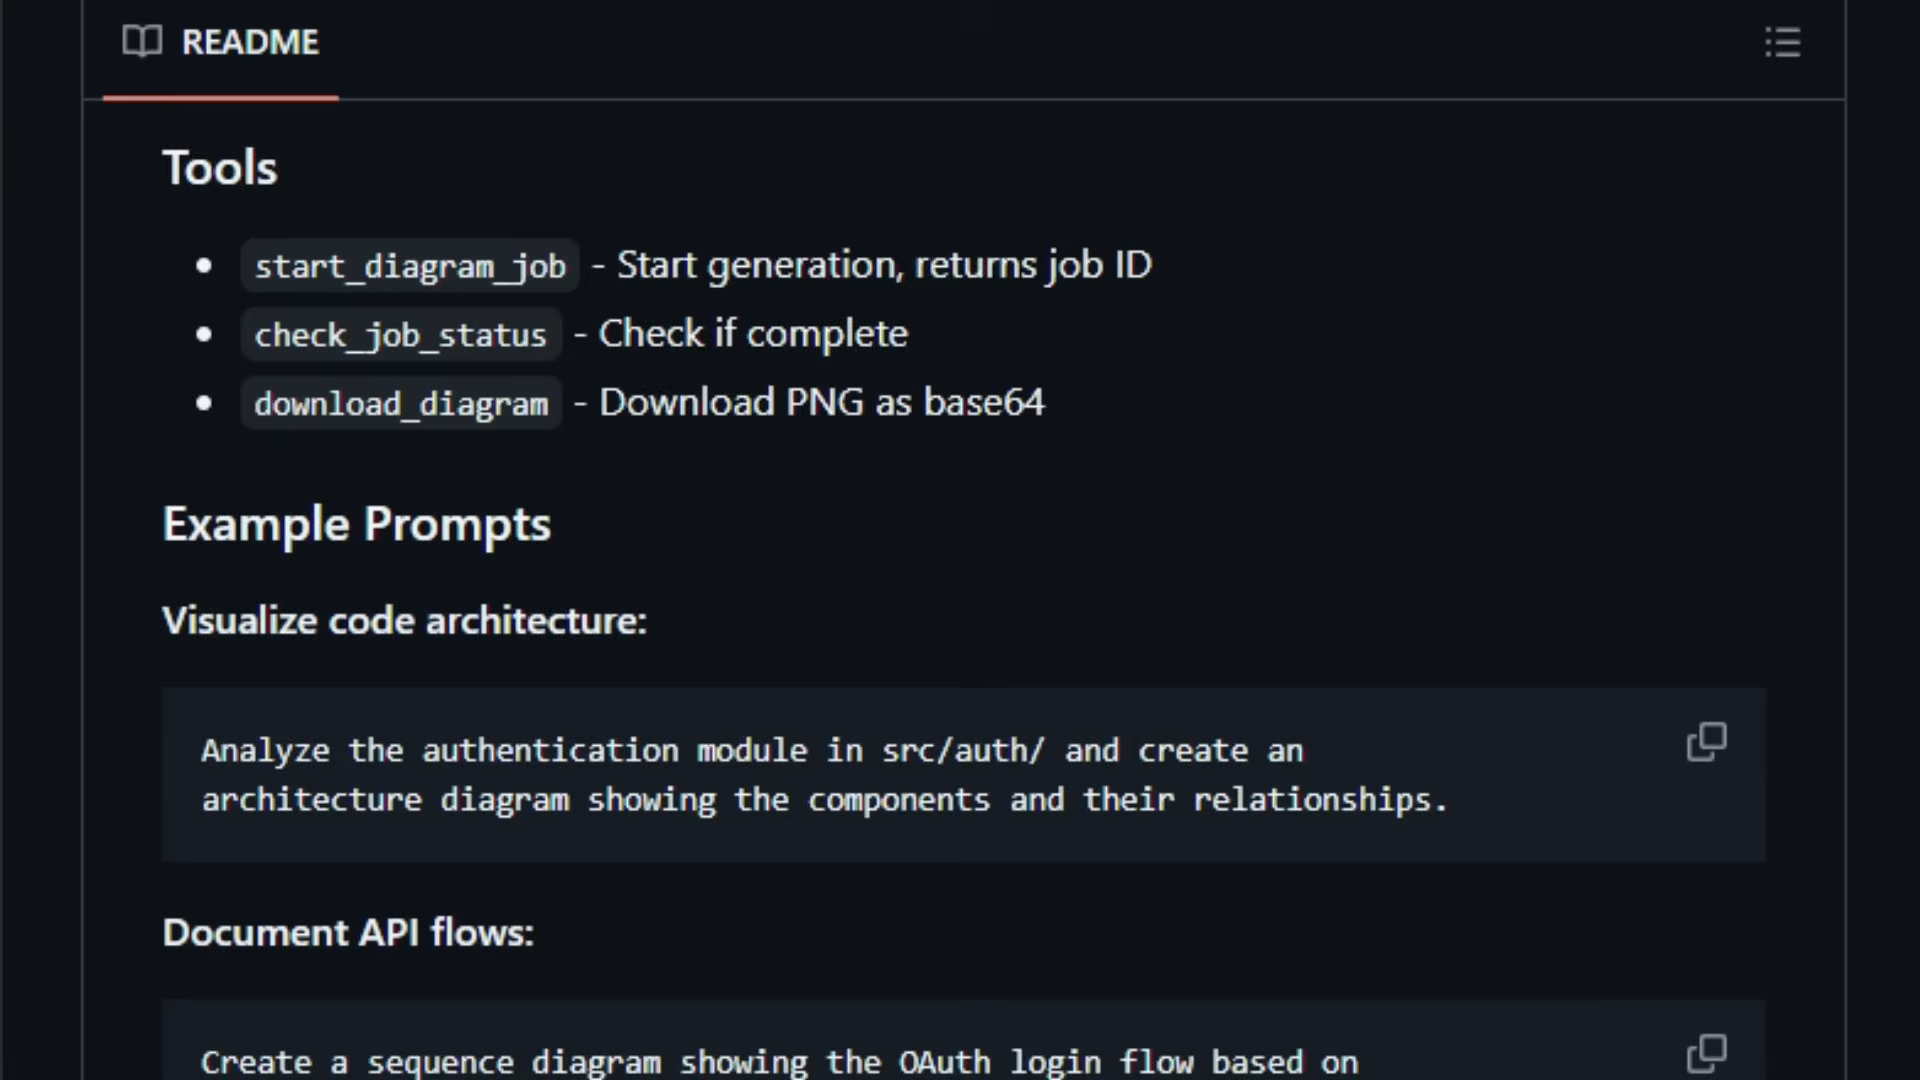 README
Tools
start_diagram_job - Start generation, returns job ID
check_job_status - Check if complete
download_diagram - Download PNG as base64
Example Prompts
Visualize code architecture:
Analyze the authentication module in src/auth/ and create an
architecture diagram showing the components and their relationships.
Document API flows:
Create a sequence diagram showing the OAuth login flow based on